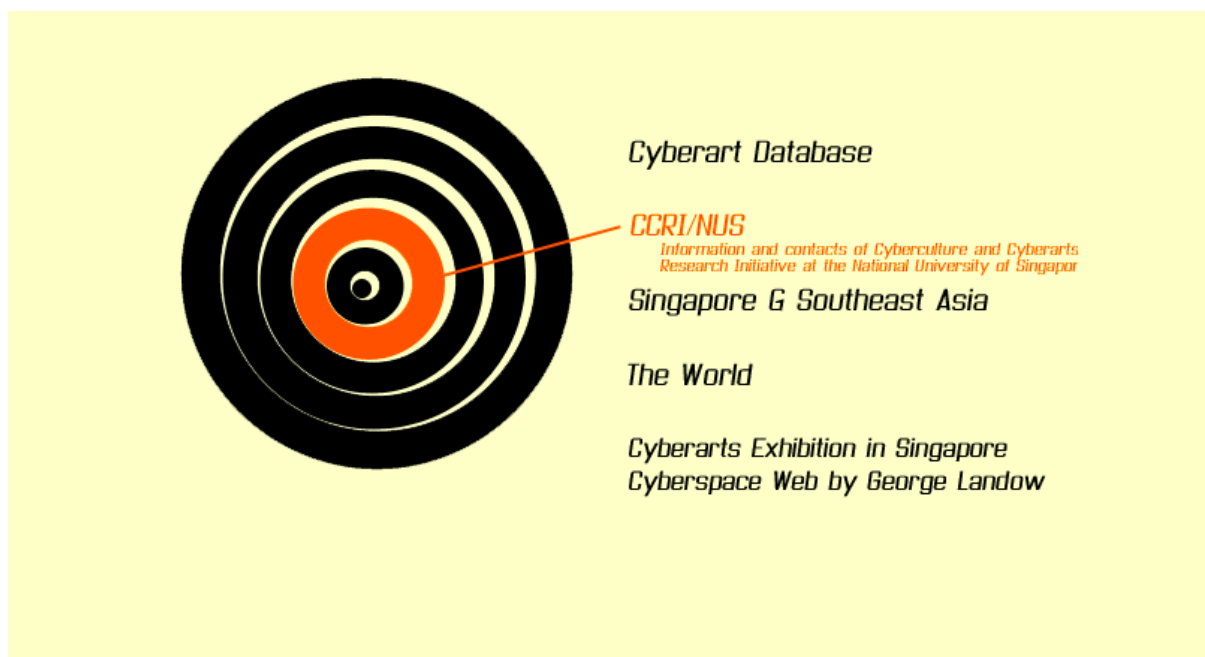 Cyberart Database
CCRI/NUS
Information and contacts of Cyberculture and Cyberarts
Research Initiative at the National University of Singapor
Singapore & Southeast Asia
The World
Cyberarts Exhibition in Singapore
Cyberspace Web by George Landow